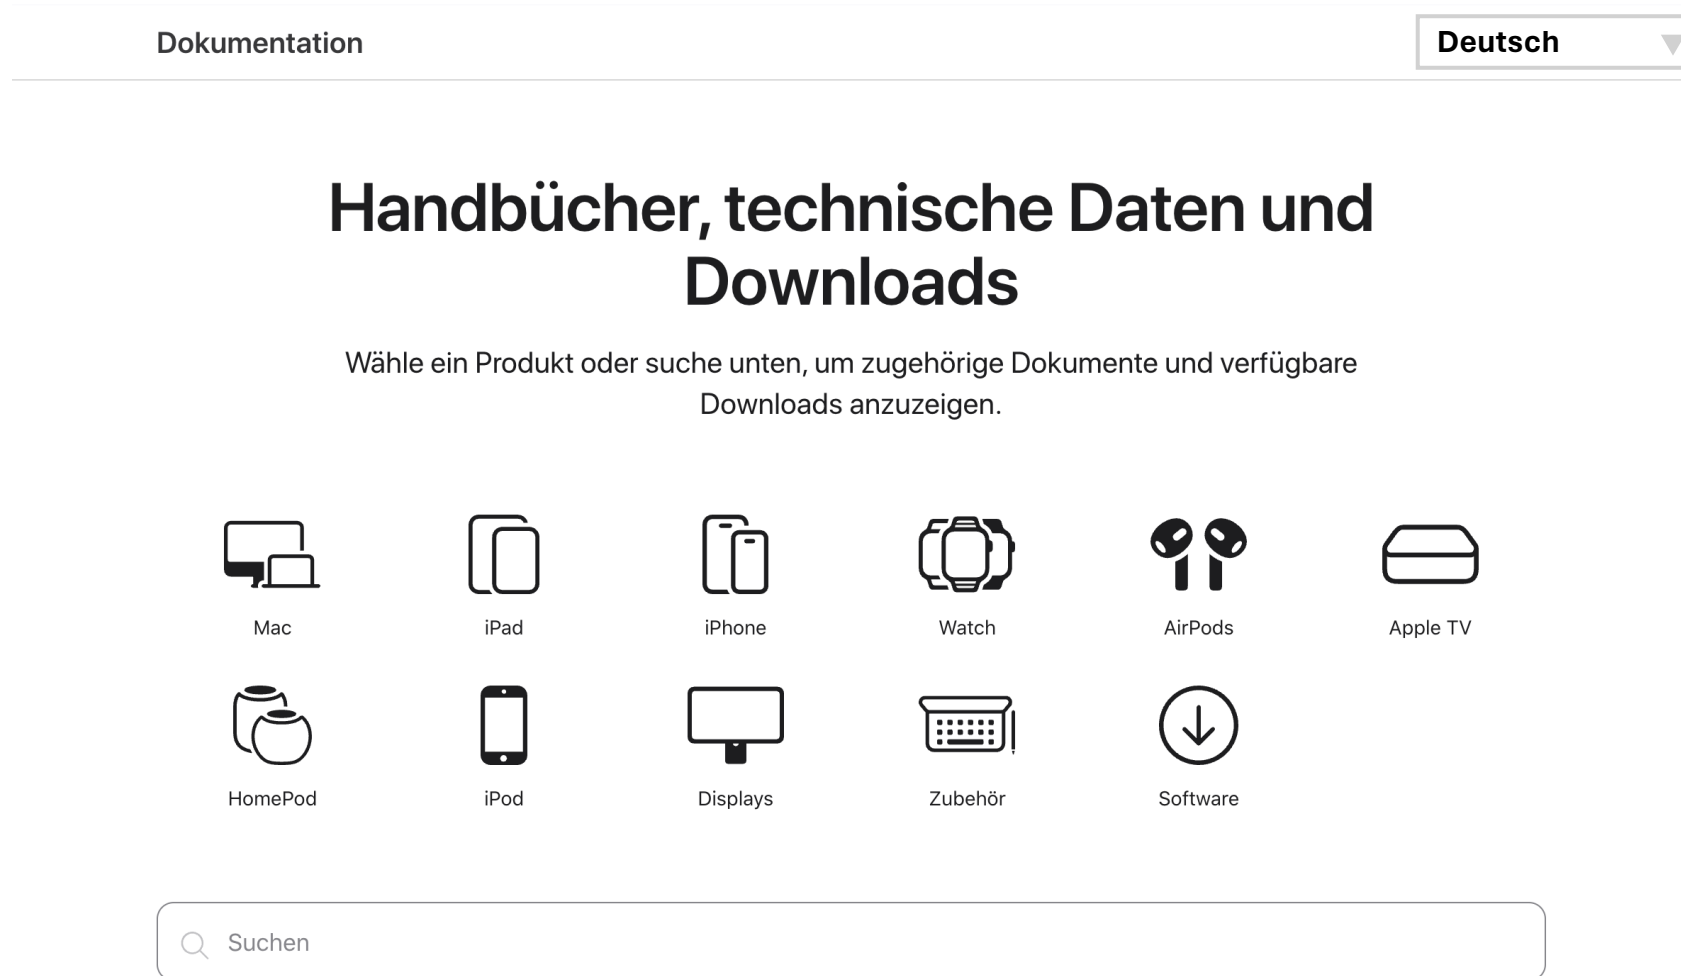 Dokumentation
Deutsch
Handbücher, technische Daten und
Downloads
Wähle ein Produkt oder suche unten, um zugehörige Dokumente und verfügbare
Downloads anzuzeigen.
Mac
iPad
iPhone
Watch
AirPods
Apple TV
HomePod
iPod
Displays
Zubehör
Software
Suchen